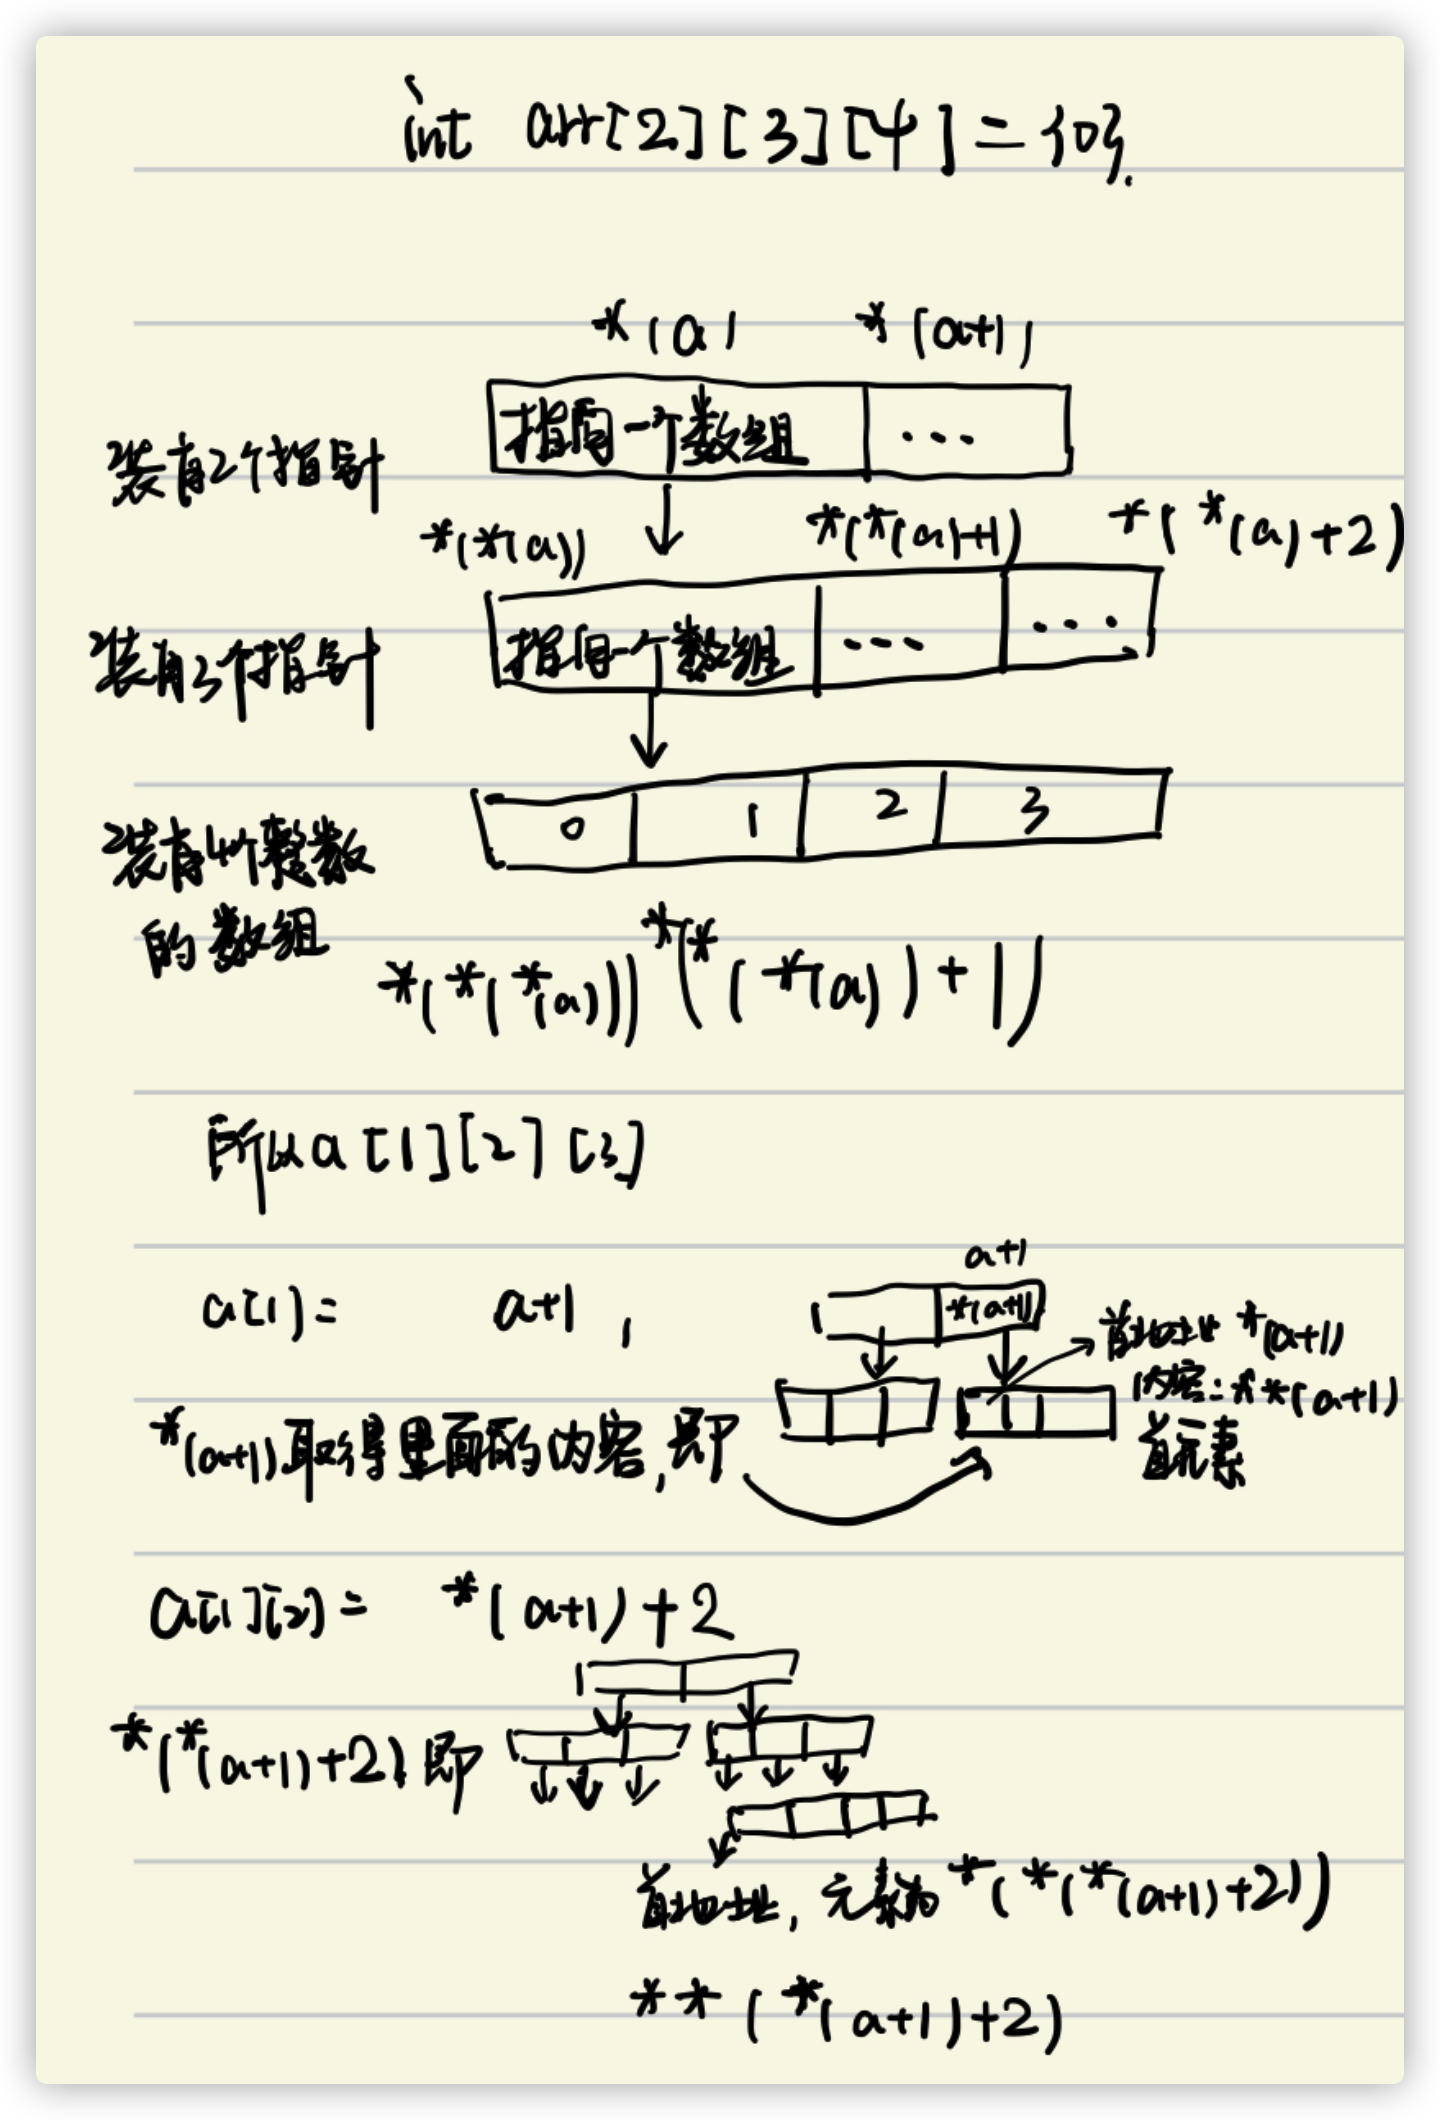 int arr[2][3][4]={0};
*(a) *(a+1)
装有2个指针 指向一个数组 ...
*(*(a)) *(*(a)+1) *(*(a)+2)
装有3个指针 指向一个数组 ... ...
装有4个整数 0 1 2 3
的数组
*(*(*(a))) *(*(*(a))+1)
所以a[1][2][3]
a+1
a[1]= a+1, *(a+1) 首地址 *(a+1)
内容:**(a+1)
*(a+1)取得里面的内容,即 首元素
a[1][2]= *(a+1)+2
*(*(a+1)+2)即
首地址,元素为*(*(*(a+1)+2))
**(*(a+1)+2)